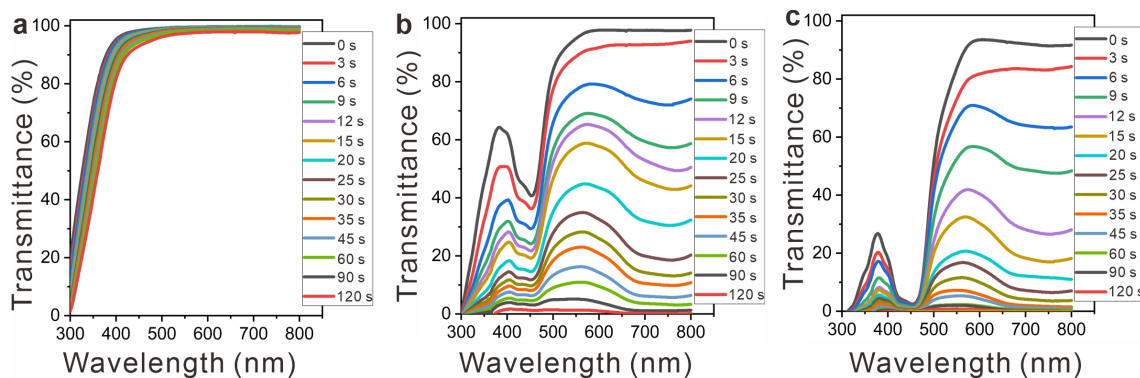 a
Transmittance (%)
100
80
60
40
20
0
300 400 500 600 700 800
Wavelength (nm)
0 s
3 s
6 s
9 s
12 s
15 s
20 s
25 s
30 s
35 s
45 s
60 s
90 s
120 s
b
Transmittance (%)
100
80
60
40
20
0
300 400 500 600 700 800
Wavelength (nm)
0 s
3 s
6 s
9 s
12 s
15 s
20 s
25 s
30 s
35 s
45 s
60 s
90 s
120 s
c
Transmittance (%)
100
80
60
40
20
0
300 400 500 600 700 800
Wavelength (nm)
0 s
3 s
6 s
9 s
12 s
15 s
20 s
25 s
30 s
35 s
45 s
60 s
90 s
120 s